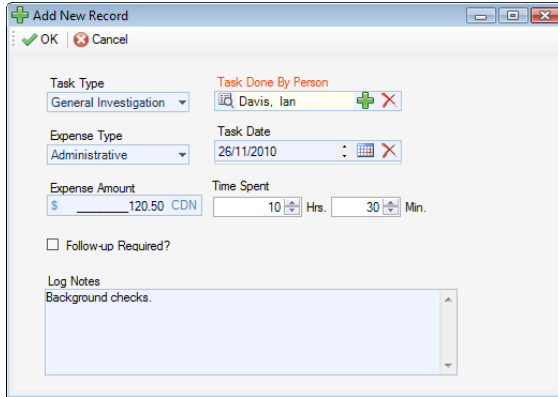 Add New Record
OK Cancel
Task Type Task Done By Person
General Investigation Davis, Ian
Expense Type Task Date
Administrative 26/11/2010
Expense Amount Time Spent
$ ________120.50 CDN 10 Hrs. 30 Min.
Follow-up Required?
Log Notes
Background checks.